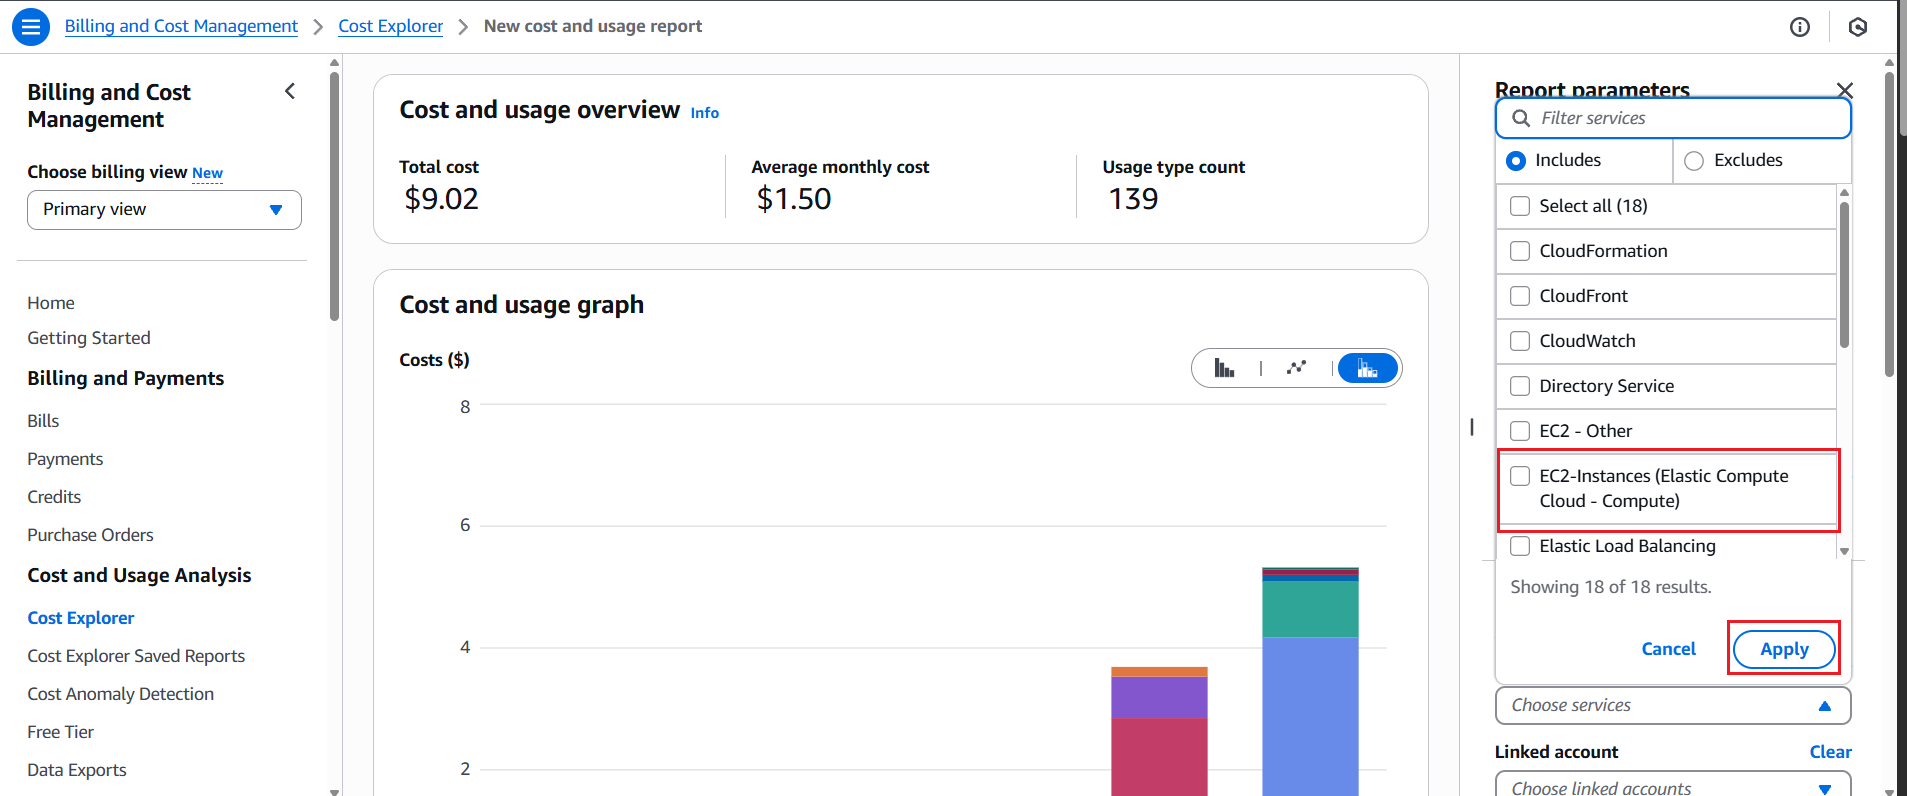 Billing and Cost Management > Cost Explorer > New cost and usage report
Billing and Cost
Management
Choose billing view New
Primary view
Home
Getting Started
Billing and Payments
Bills
Payments
Credits
Purchase Orders
Cost and Usage Analysis
Cost Explorer
Cost Explorer Saved Reports
Cost Anomaly Detection
Free Tier
Data Exports
Cost and usage overview Info
Total cost
$9.02
Average monthly cost
$1.50
Usage type count
139
Cost and usage graph
Costs ($)
8
6
4
2
Report parameters
Filter services
Includes
Excludes
Select all (18)
CloudFormation
CloudFront
CloudWatch
Directory Service
EC2 - Other
EC2-Instances (Elastic Compute
Cloud - Compute)
Elastic Load Balancing
Showing 18 of 18 results.
Cancel
Apply
Choose services
Linked account Clear
Choose linked accounts